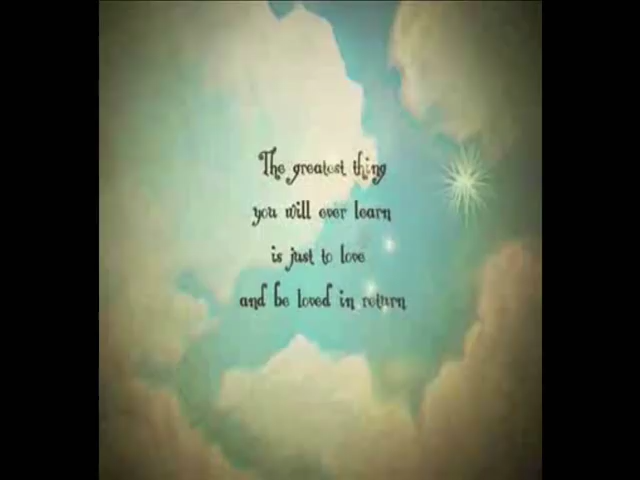 The greatest thing
you will ever learn
is just to love
and be loved in return